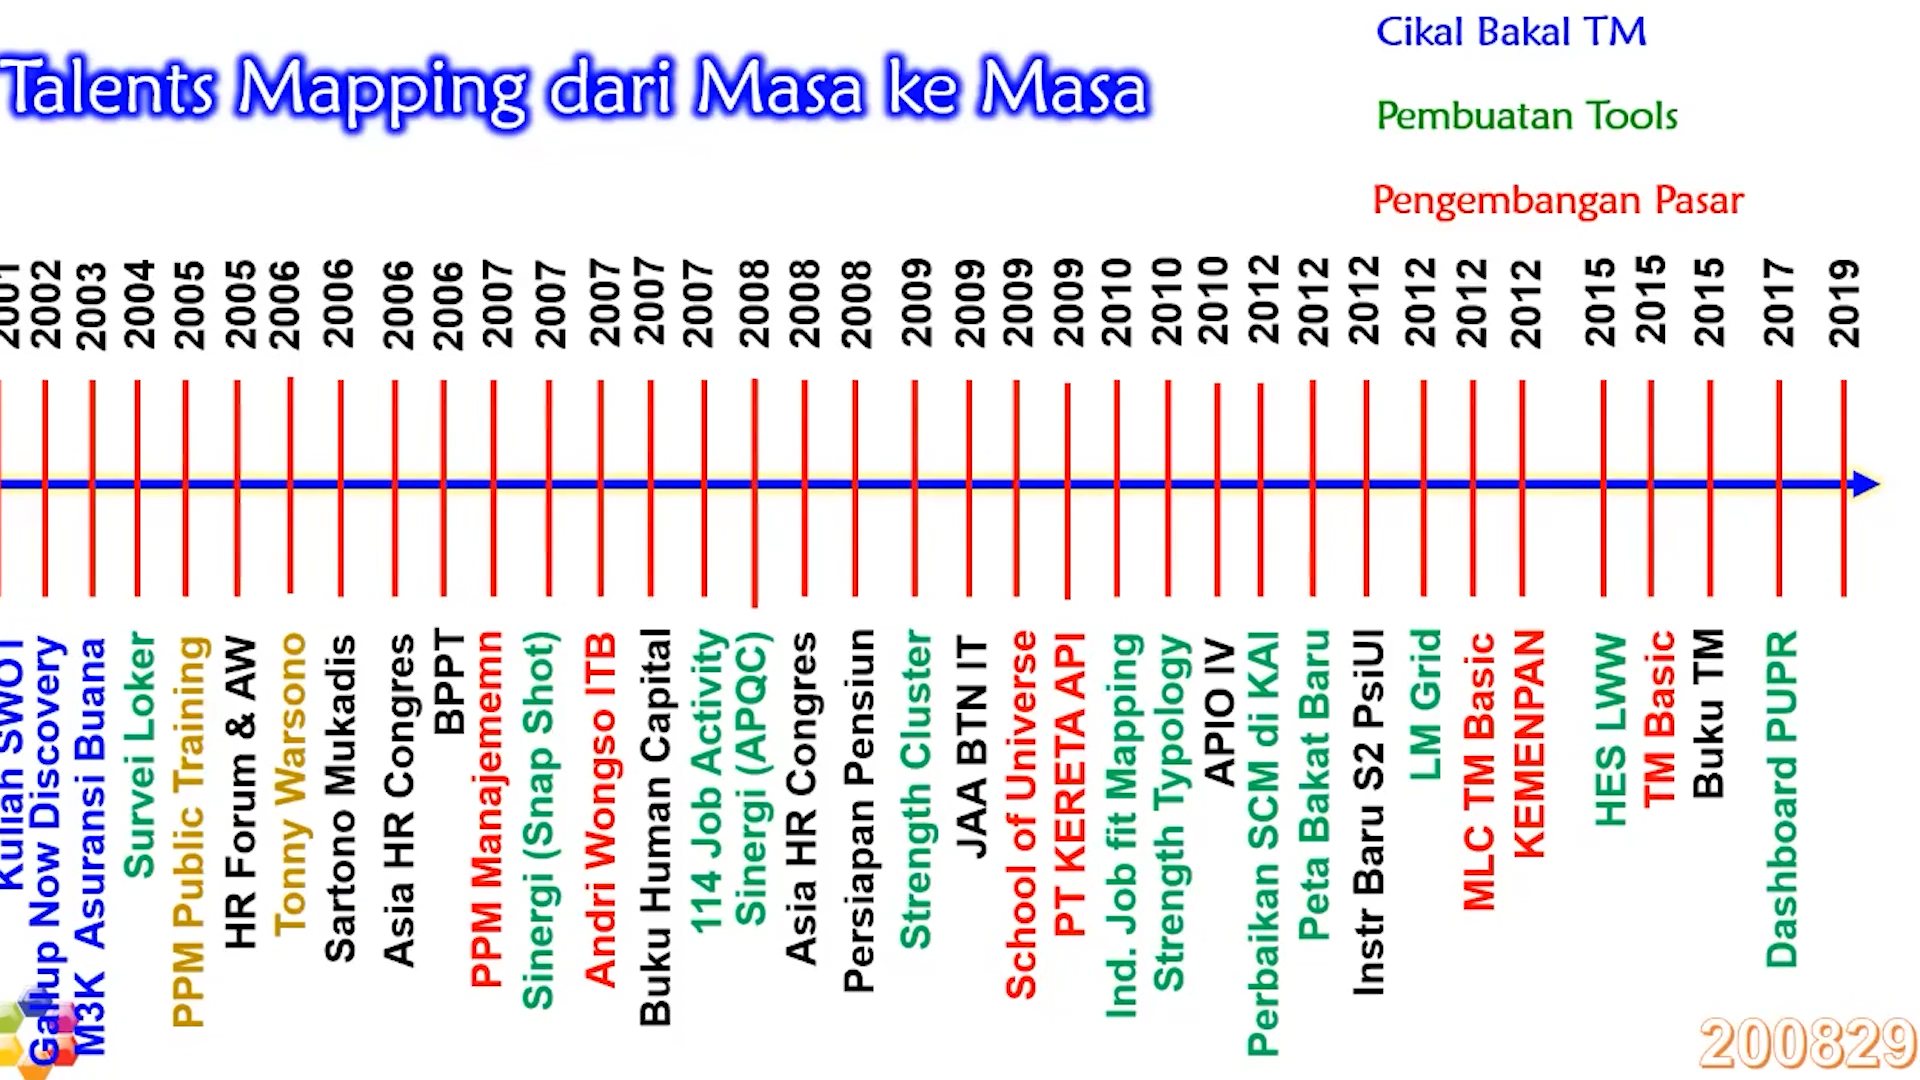 Talents Mapping dari Masa ke Masa
Cikal Bakal TM
Pembuatan Tools
Pengembangan Pasar
2001
2002
2003
2004
2005
2005
2006
2006
2006
2006
2007
2007
2007
2007
2007
2008
2008
2008
2009
2009
2009
2009
2010
2010
2010
2012
2012
2012
2012
2012
2012
2015
2015
2015
2017
2019
Kuliah SWOT
Gallup Now Discovery
M3K Asuransi Buana
Survei Loker
PPM Public Training
HR Forum & AW
Tonny Warsono
Sartono Mukadis
Asia HR Congres
BPPT
PPM Manajememn
Sinergi (Snap Shot)
Andri Wongso ITB
Buku Human Capital
114 Job Activity
Sinergi (APQC)
Asia HR Congres
Persiapan Pensiun
Strength Cluster
JAA BTN IT
School of Universe
PT KERETA API
Ind. Job fit Mapping
Strength Typology
APIO IV
Perbaikan SCM di KAI
Peta Bakat Baru
Instr Baru S2 PsiUI
LM Grid
MLC TM Basic
KEMENPAN
HES LWW
TM Basic
Buku TM
Dashboard PUPR
200829